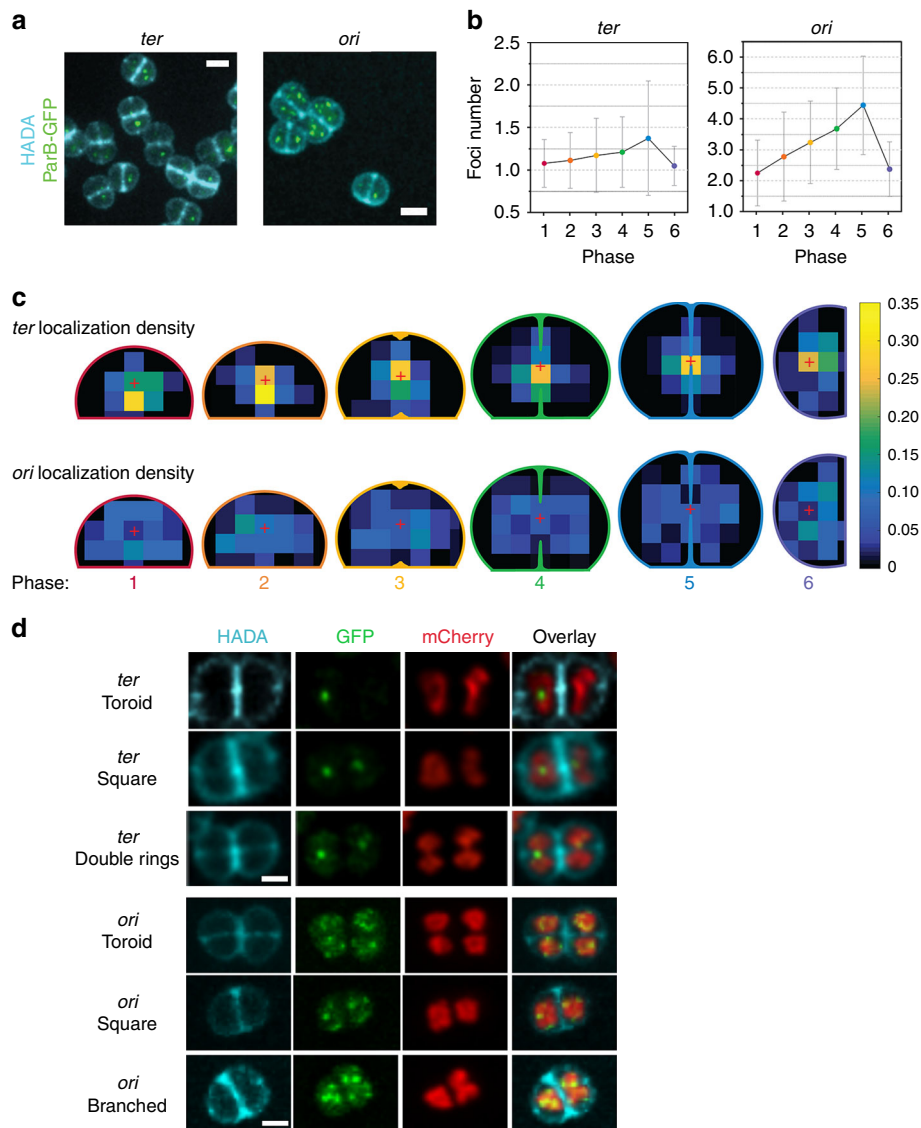 a
ter
ori
HADA
ParB-GFP
b
ter
ori
Foci number
2.5
2.0
1.5
1.0
0.5
6.0
5.0
4.0
3.0
2.0
1.0
1 2 3 4 5 6
1 2 3 4 5 6
Phase
Phase
c
ter localization density
ori localization density
Phase: 1 2 3 4 5 6
0.35
0.30
0.25
0.20
0.15
0.10
0.05
0
d
HADA GFP mCherry Overlay
ter
Toroid
ter
Square
ter
Double rings
ori
Toroid
ori
Square
ori
Branched